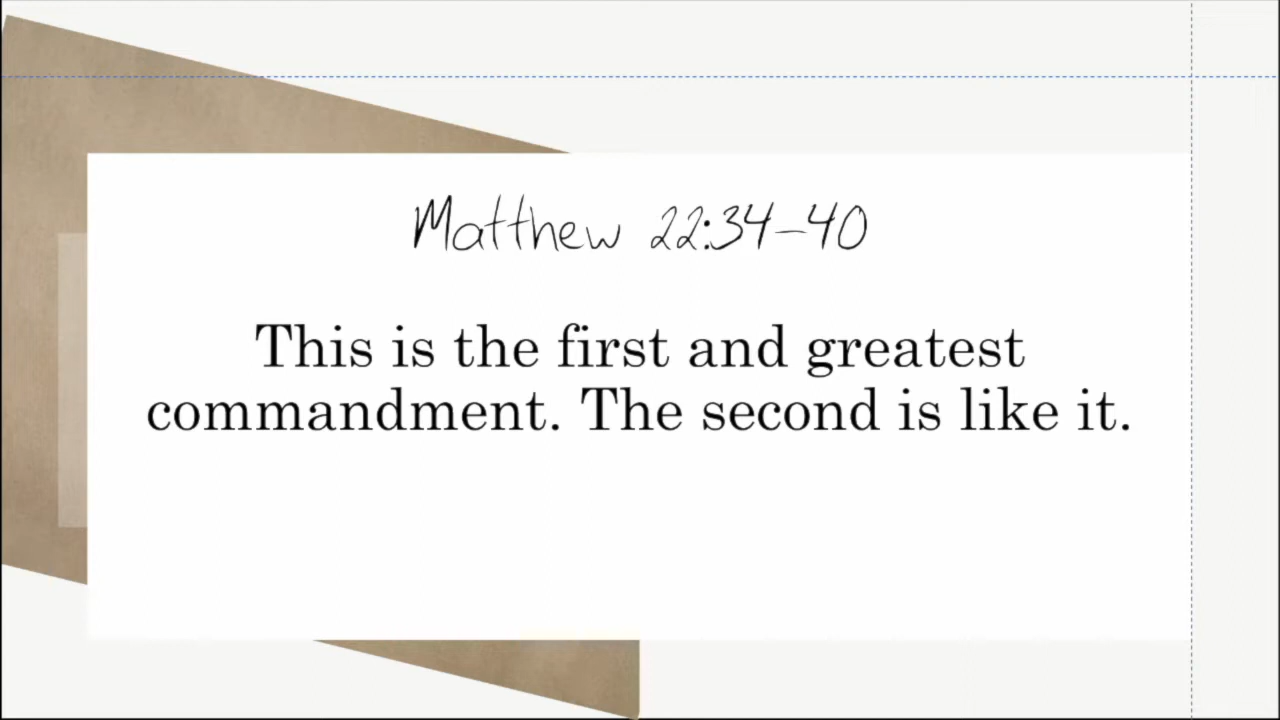 Matthew 22:34–40
This is the first and greatest
commandment. The second is like it.